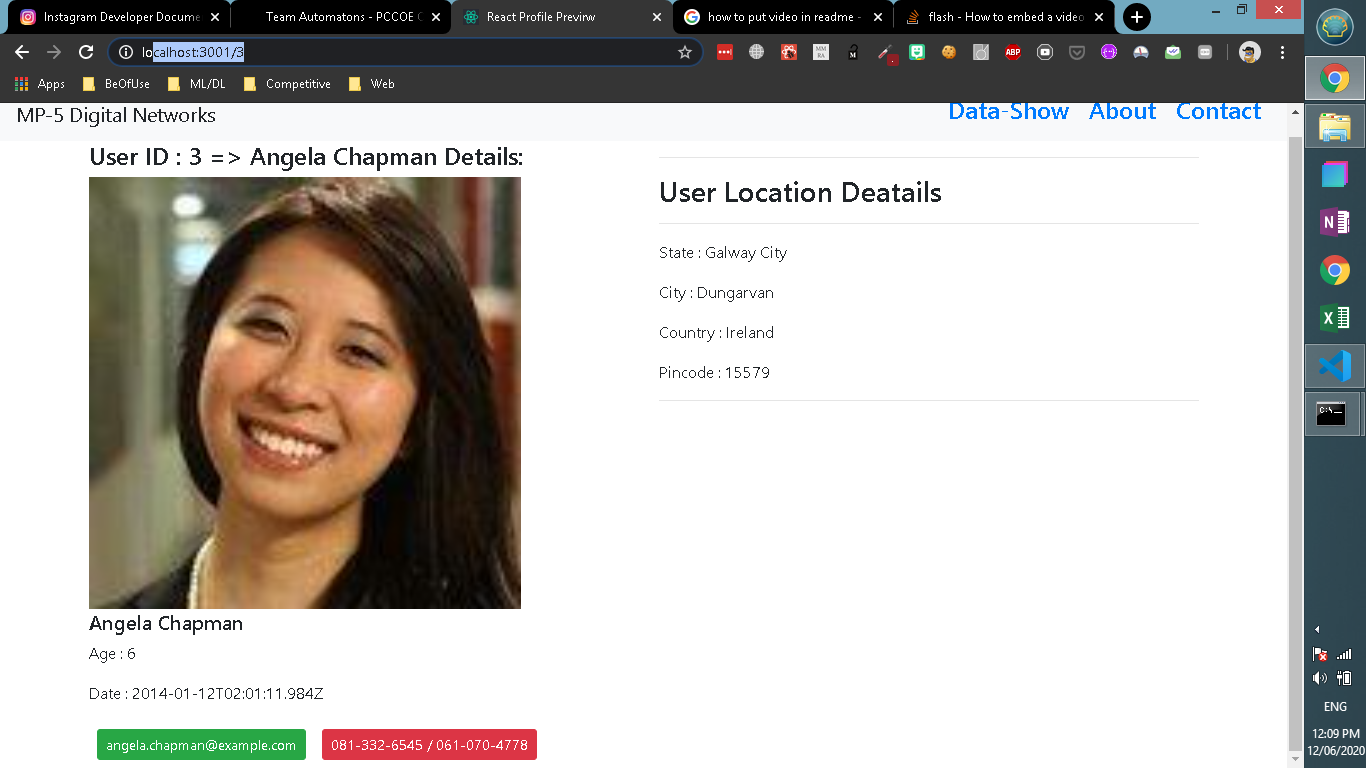 Instagram Developer Docume
Team Automatons - PCCOE C
React Profile Previrw
how to put video in readme -
flash - How to embed a video
localhost:3001/3
ABP
Apps
BeOfUse
ML/DL
Competitive
Web
MP-5 Digital Networks
Data-Show About Contact
User ID : 3 => Angela Chapman Details:
Angela Chapman
Age : 6
Date : 2014-01-12T02:01:11.984Z
angela.chapman@example.com
081-332-6545 / 061-070-4778
User Location Deatails
State : Galway City
City : Dungarvan
Country : Ireland
Pincode : 15579
ENG
12:09 PM
12/06/2020